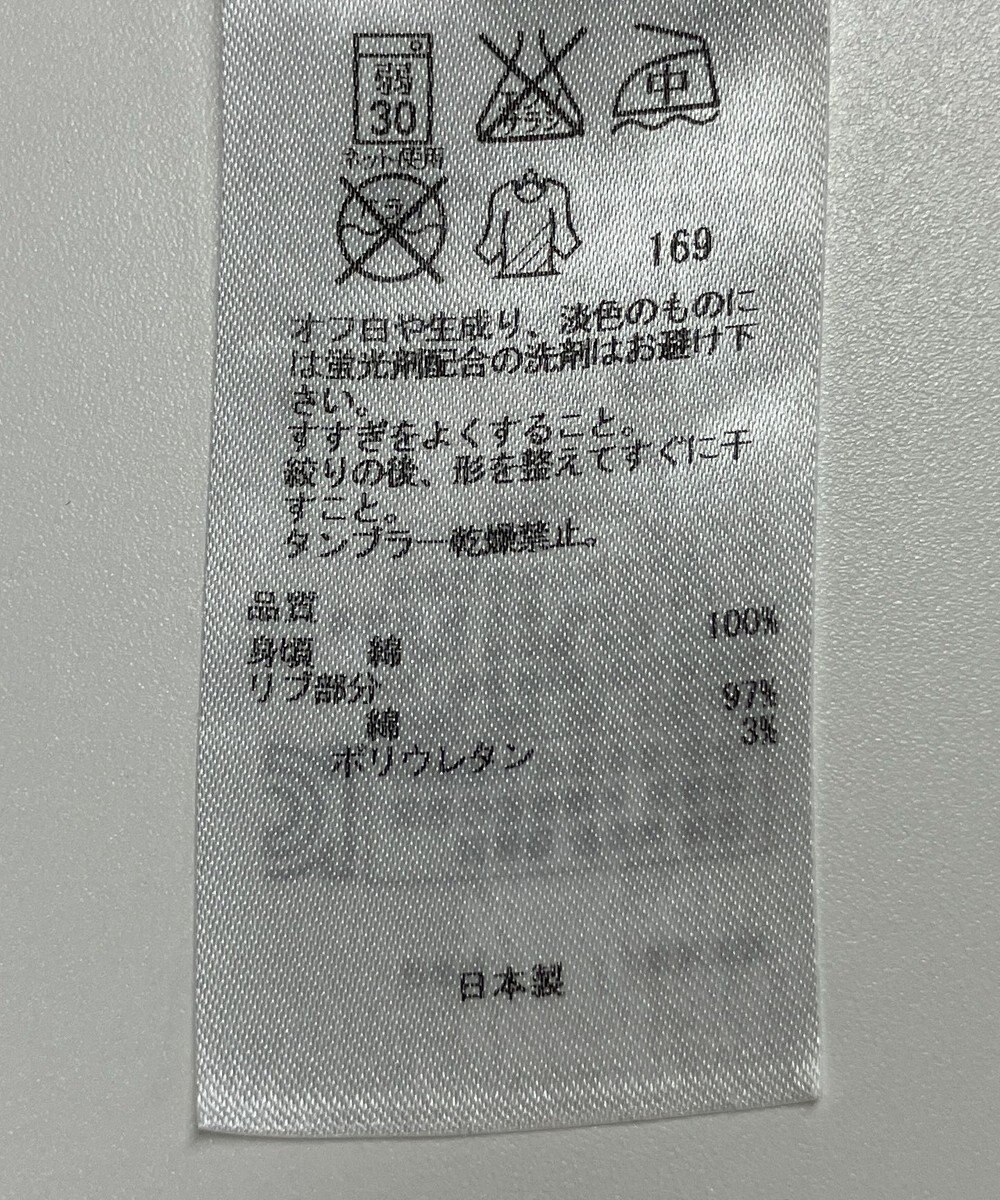 弱
30
ネット使用
中
169
オフ白や生成り、淡色のものに
は蛍光剤配合の洗剤はお避け下
さい。
すすぎをよくすること。
絞りの後、形を整えてすぐに干
すこと。
タンブラー乾燥禁止。
品質
身頃 綿 100%
リブ部分
綿 97%
ポリウレタン 3%
日本製